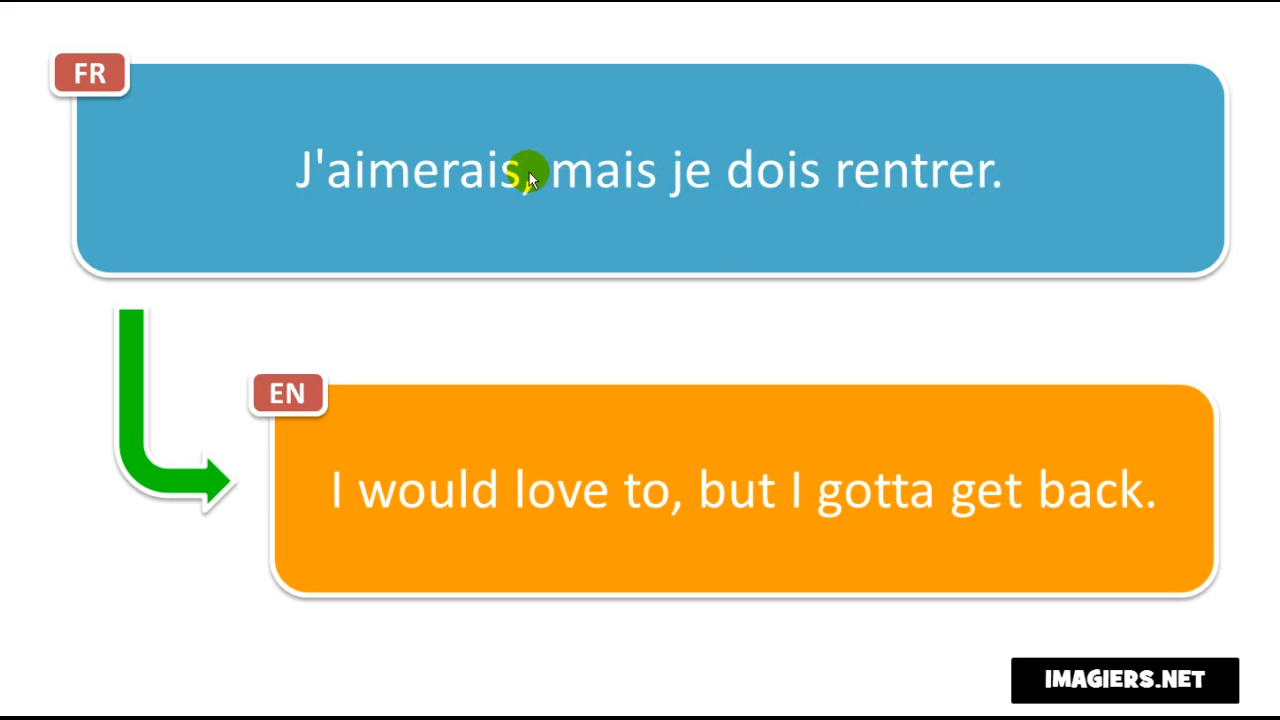 FR
J'aimerais, mais je dois rentrer.
EN
I would love to, but I gotta get back.
IMAGIERS.NET